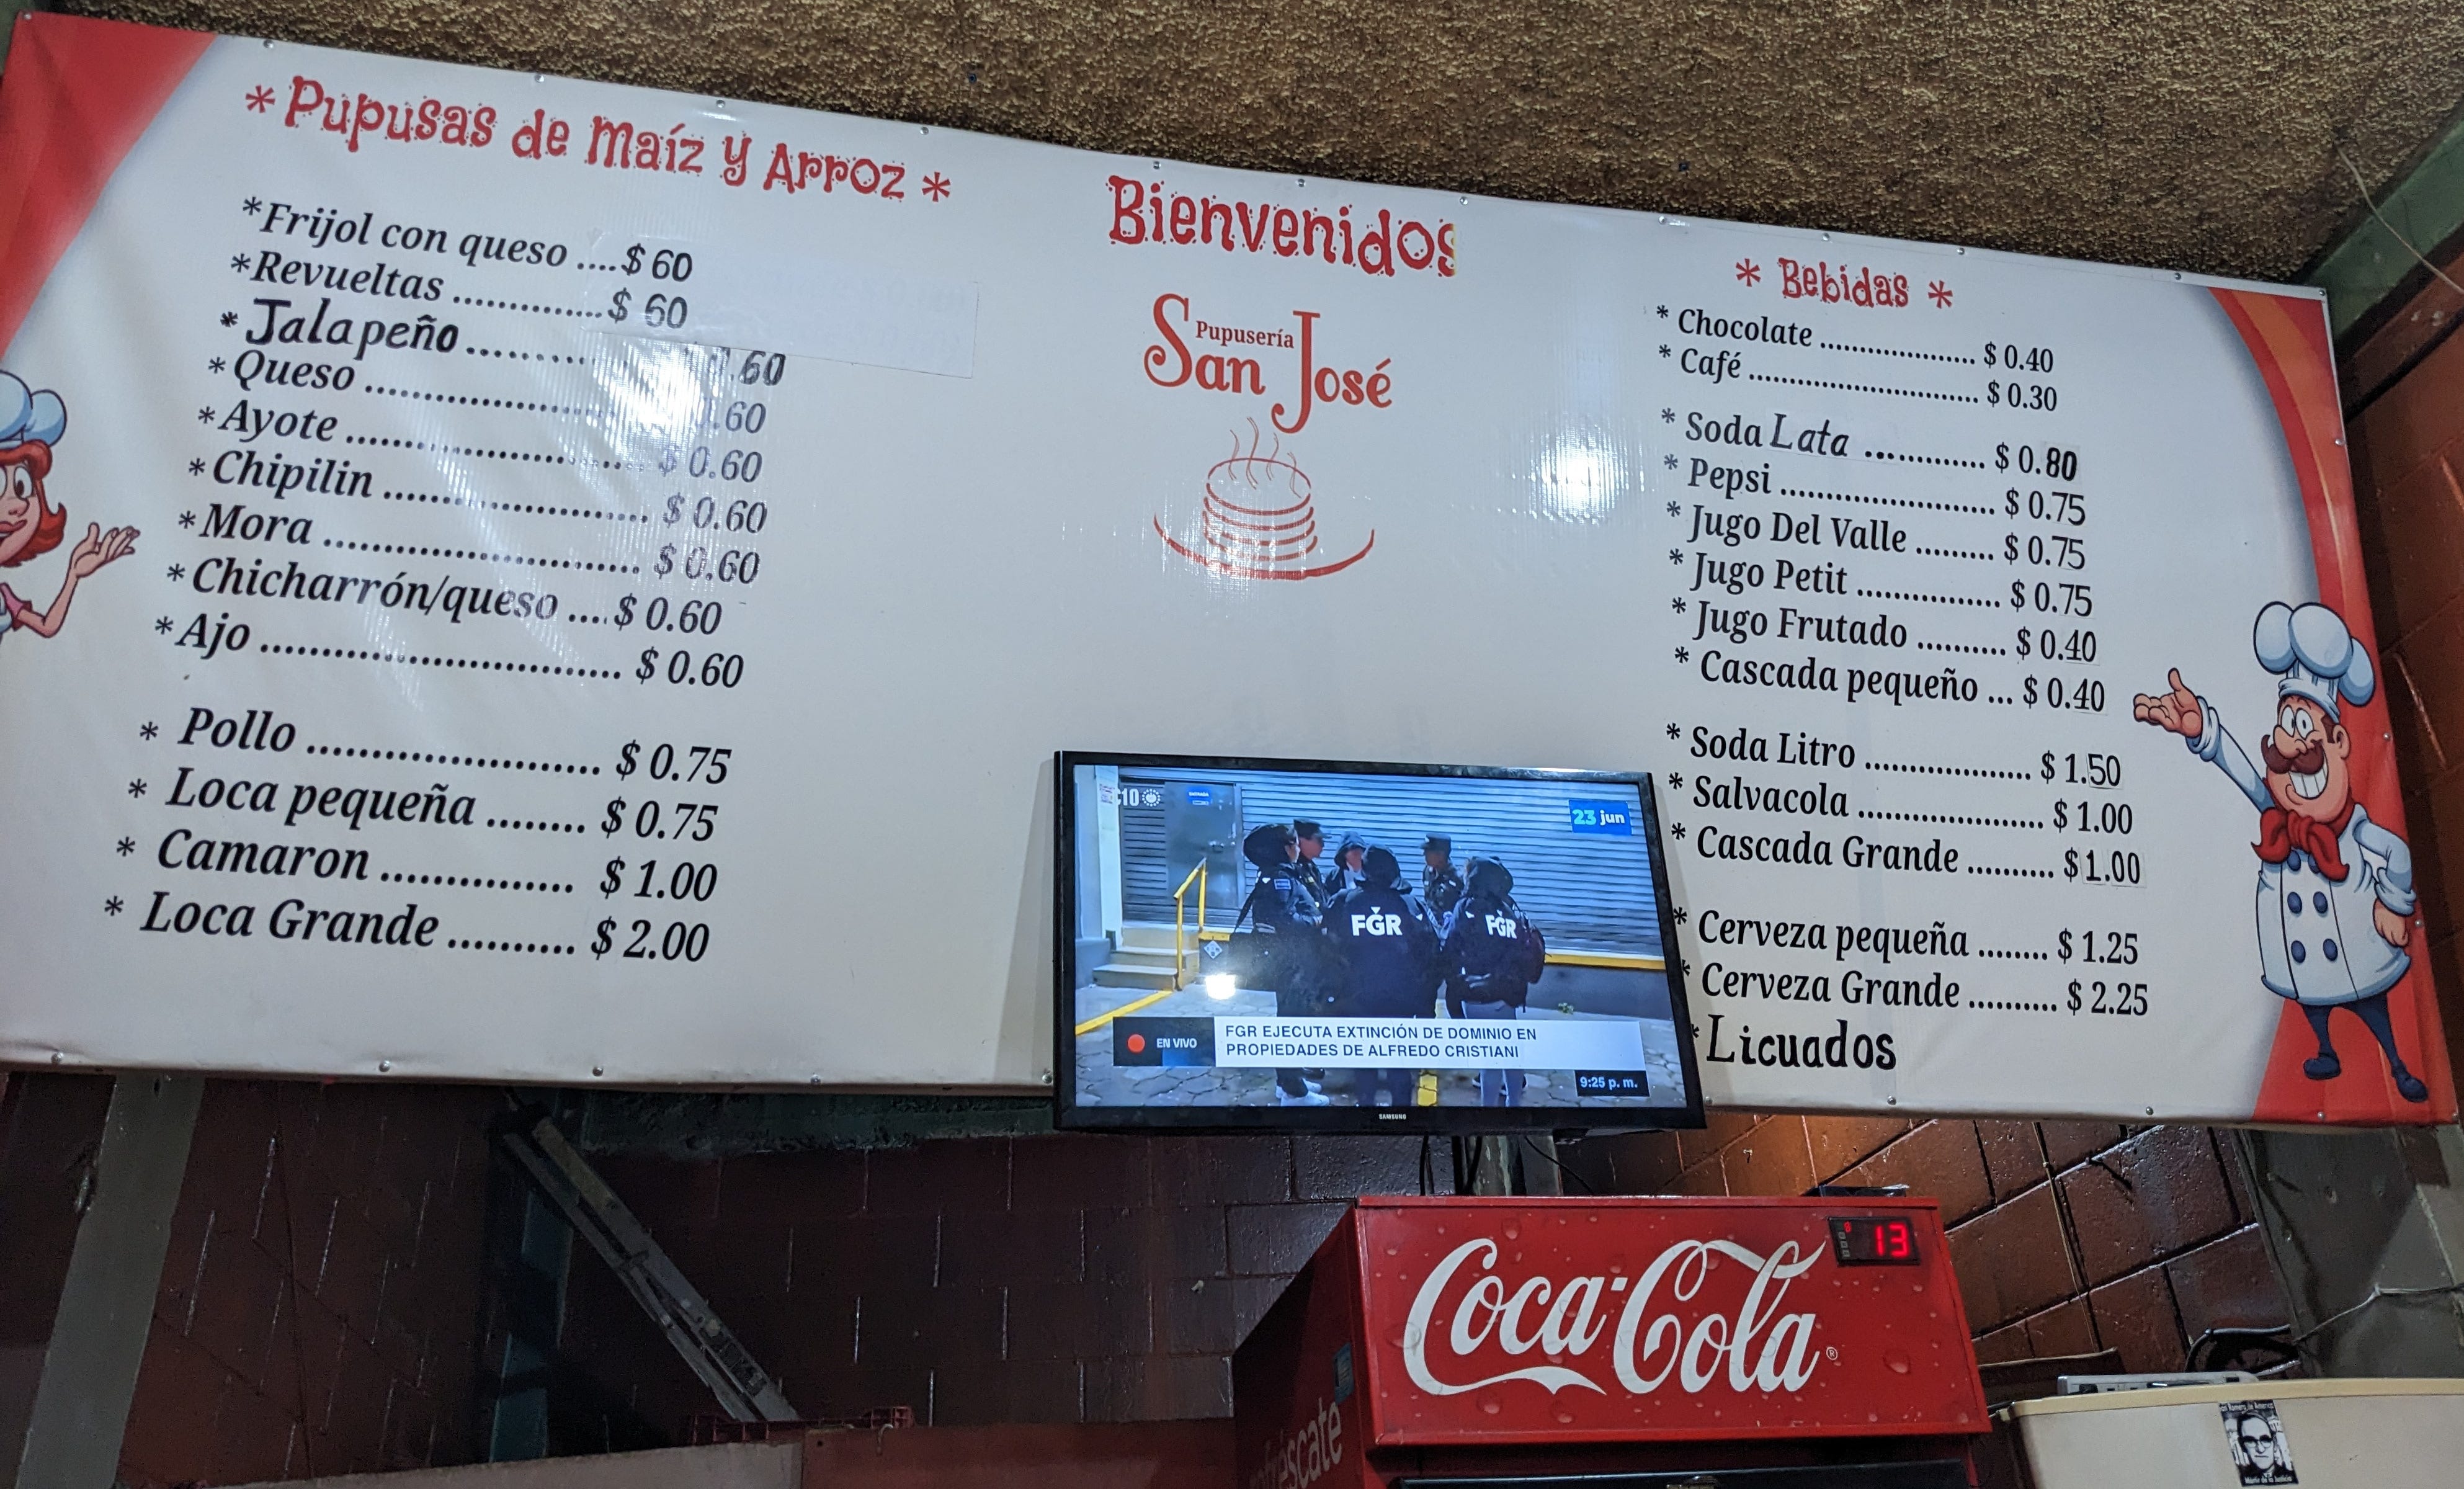 * Pupusas de Maíz y Arroz *
*Frijol con queso ....$ 60
*Revueltas .............$ 60
*Jalapeño ............ .60
*Queso ........................ .60
*Ayote ........................... $ 0.60
*Chipilin ........................ $ 0.60
*Mora ............................ $ 0.60
*Chicharrón/queso ....$ 0.60
*Ajo ................................ $ 0.60
* Pollo ......................... $ 0.75
* Loca pequeña ........ $ 0.75
* Camaron ............... $ 1.00
* Loca Grande .......... $ 2.00
Bienvenidos
Pupusería
San José
* Bebidas *
* Chocolate ...................... $ 0.40
* Café ................................ $ 0.30
* Soda Lata ................ $ 0.80
* Pepsi ............................... $ 0.75
* Jugo Del Valle ......... $ 0.75
* Jugo Petit ................. $ 0.75
* Jugo Frutado .......... $ 0.40
* Cascada pequeño ... $ 0.40
* Soda Litro .................... $ 1.50
* Salvacola ...................... $ 1.00
* Cascada Grande .......... $ 1.00
* Cerveza pequeña ....... $ 1.25
* Cerveza Grande .......... $ 2.25
* Licuados
10
ENTRADA
23 jun
FGR
FGR
EN VIVO
FGR EJECUTA EXTINCIÓN DE DOMINIO EN
PROPIEDADES DE ALFREDO CRISTIANI
9:25 p. m.
SAMSUNG
13
Coca-Cola®